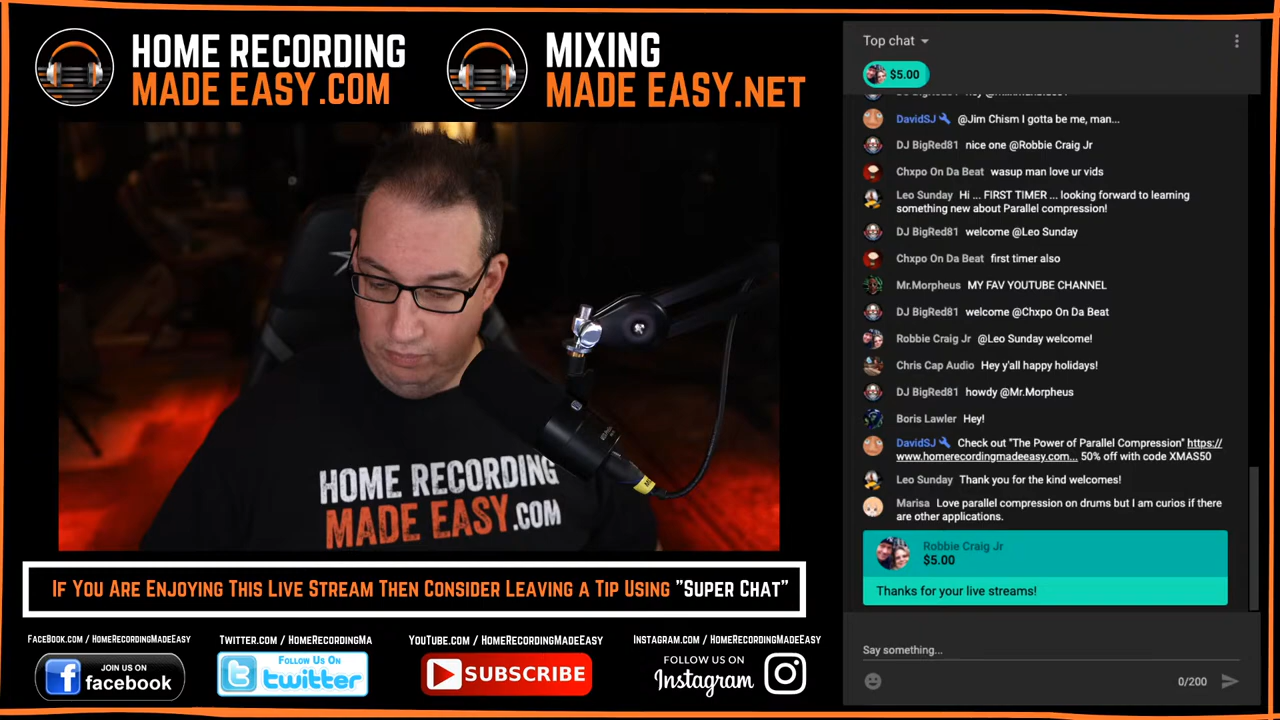 HOME RECORDING
MADE EASY.COM
MIXING
MADE EASY.NET
HOME RECORDING
MADE EASY.COM
IF YOU ARE ENJOYING THIS LIVE STREAM THEN CONSIDER LEAVING A TIP USING "SUPER CHAT"
FACEBOOK.COM / HOMERECORDINGMADEEASY
JOIN US ON
facebook
TWITTER.COM / HOMERECORDINGMA
FOLLOW US ON
twitter
YOUTUBE.COM / HOMERECORDINGMADEEASY
SUBSCRIBE
INSTAGRAM.COM / HOMERECORDINGMADEEASY
FOLLOW US ON
Instagram
Top chat
$5.00
DavidSJ @Jim Chism I gotta be me, man...
DJ BigRed81 nice one @Robbie Craig Jr
Chxpo On Da Beat wasup man love ur vids
Leo Sunday Hi ... FIRST TIMER ... looking forward to learning
something new about Parallel compression!
DJ BigRed81 welcome @Leo Sunday
Chxpo On Da Beat first timer also
Mr.Morpheus MY FAV YOUTUBE CHANNEL
DJ BigRed81 welcome @Chxpo On Da Beat
Robbie Craig Jr @Leo Sunday welcome!
Chris Cap Audio Hey y'all happy holidays!
DJ BigRed81 howdy @Mr.Morpheus
Boris Lawler Hey!
DavidSJ Check out "The Power of Parallel Compression" https://
www.homerecordingmadeeasy.com... 50% off with code XMAS50
Leo Sunday Thank you for the kind welcomes!
Marisa Love parallel compression on drums but I am curios if there
are other applications.
Robbie Craig Jr
$5.00
Thanks for your live streams!
Say something...
0/200